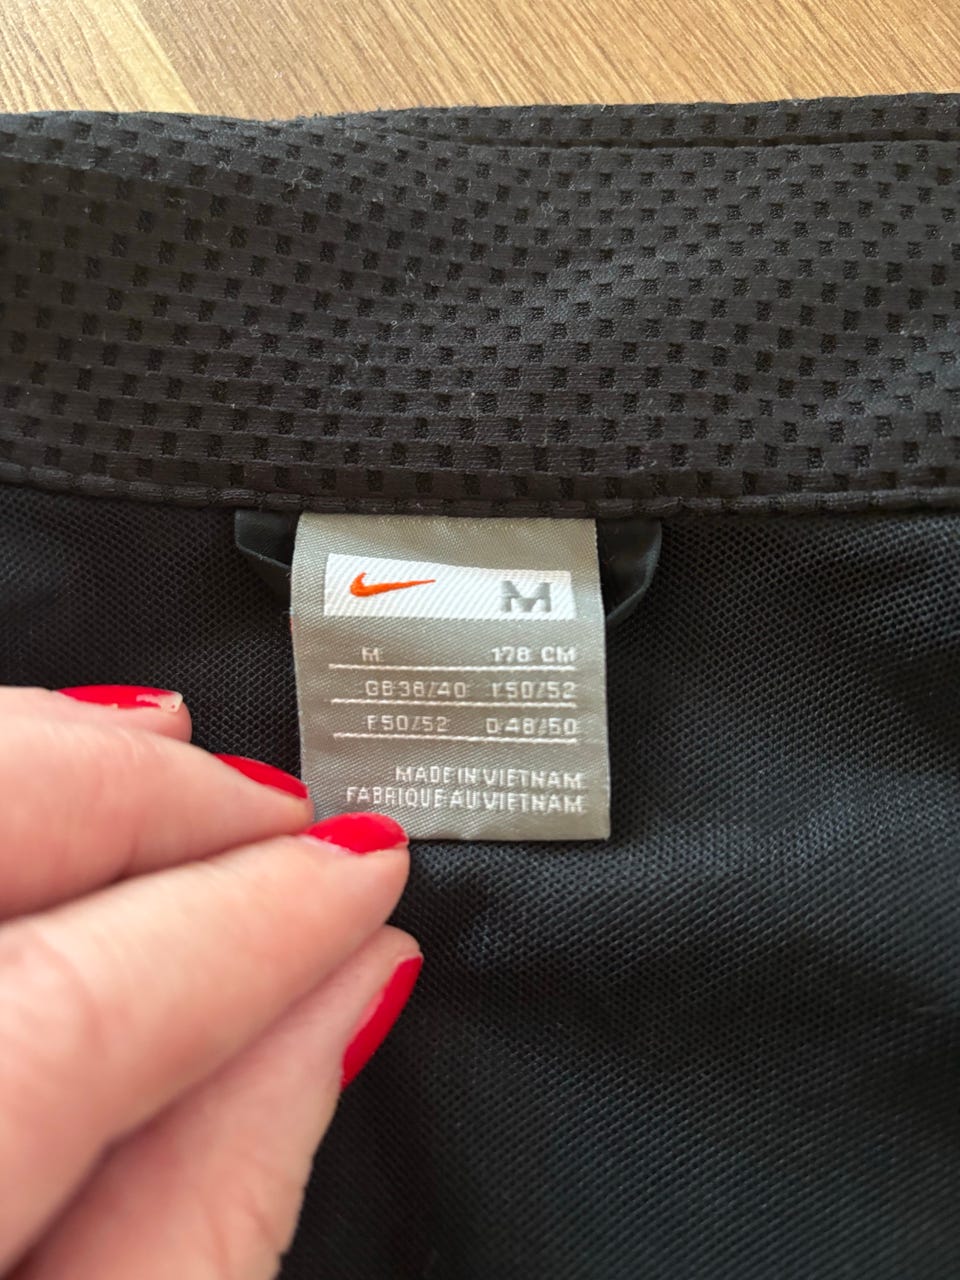 M
M 178 CM
GB 38/40 I 50/52
F 50/52 D 48/50
MADE IN VIETNAM
FABRIQUE AU VIETNAM